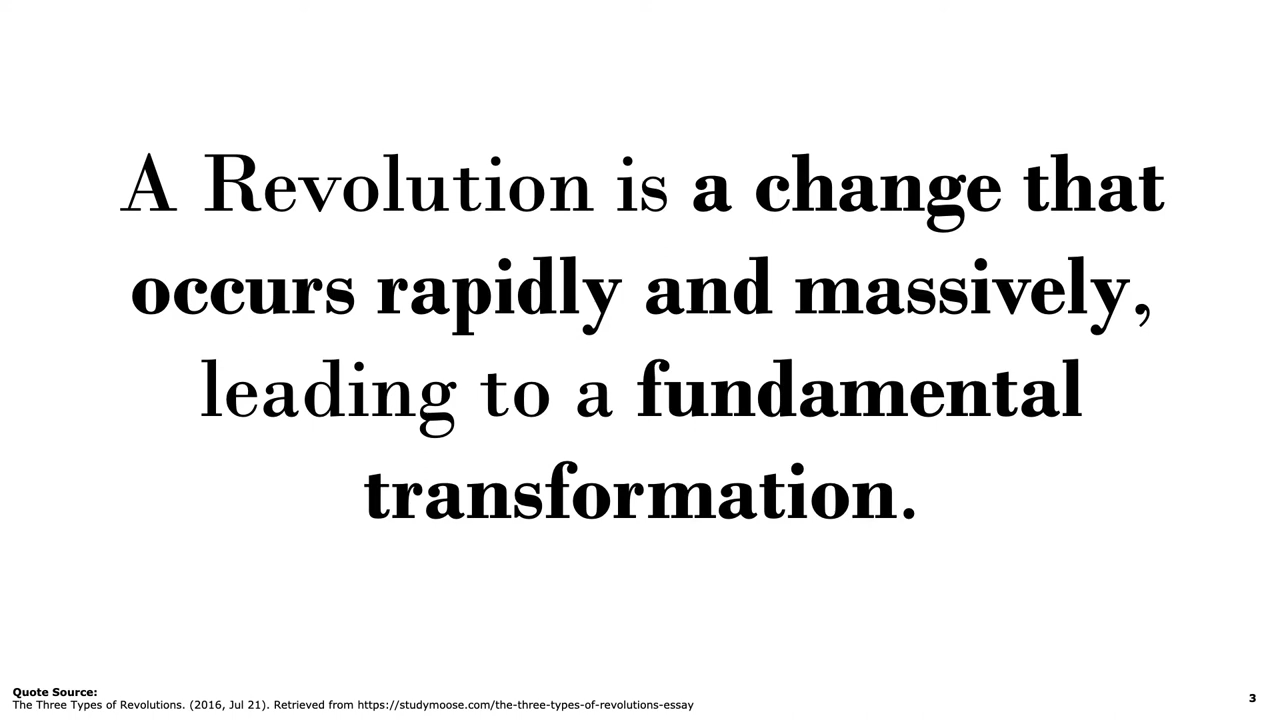 A Revolution is a change that
occurs rapidly and massively,
leading to a fundamental
transformation.
Quote Source:
The Three Types of Revolutions. (2016, Jul 21). Retrieved from https://studymoose.com/the-three-types-of-revolutions-essay
3